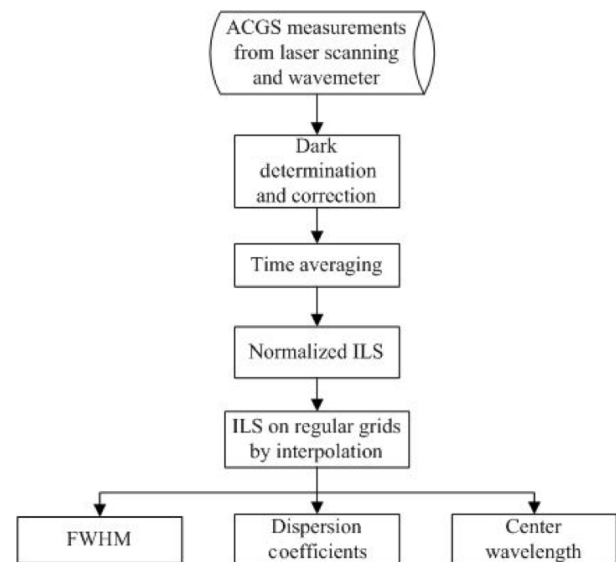 ACGS measurements
from laser scanning
and wavemeter
Dark
determination
and correction
Time averaging
Normalized ILS
ILS on regular grids
by interpolation
FWHM
Dispersion
coefficients
Center
wavelength